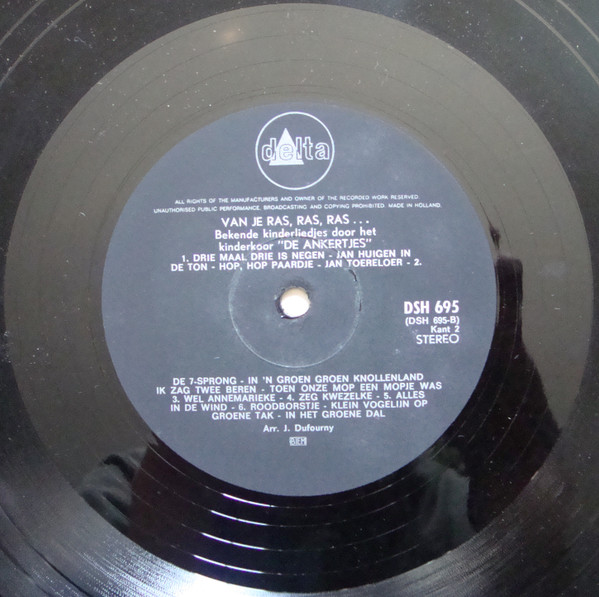 delta
ALL RIGHTS OF THE MANUFACTURERS AND OWNER OF THE RECORDED WORK RESERVED
UNAUTHORISED PUBLIC PERFORMANCE, BROADCASTING AND COPYING PROHIBITED. MADE IN HOLLAND.
VAN JE RAS, RAS, RAS...
Bekende kinderliedjes door het
kinderkoor "DE ANKERTJES"
1. DRIE MAAL DRIE IS NEGEN - JAN HUIGEN IN
DE TON - HOP, HOP PAARDJE - JAN TOERELOER - 2.
DSH 695
(DSH 695-B)
Kant 2
STEREO
DE 7-SPRONG - IN 'N GROEN GROEN KNOLLENLAND
IK ZAG TWEE BEREN - TOEN ONZE MOP EEN MOPJE WAS
3. WEL ANNEMARIEKE - 4. ZEG KWEZELKE - 5. ALLES
IN DE WIND - 6. ROODBORSTJE - KLEIN VOGELIJN OP
GROENE TAK - IN HET GROENE DAL
Arr. J. Dufourny
BIEM